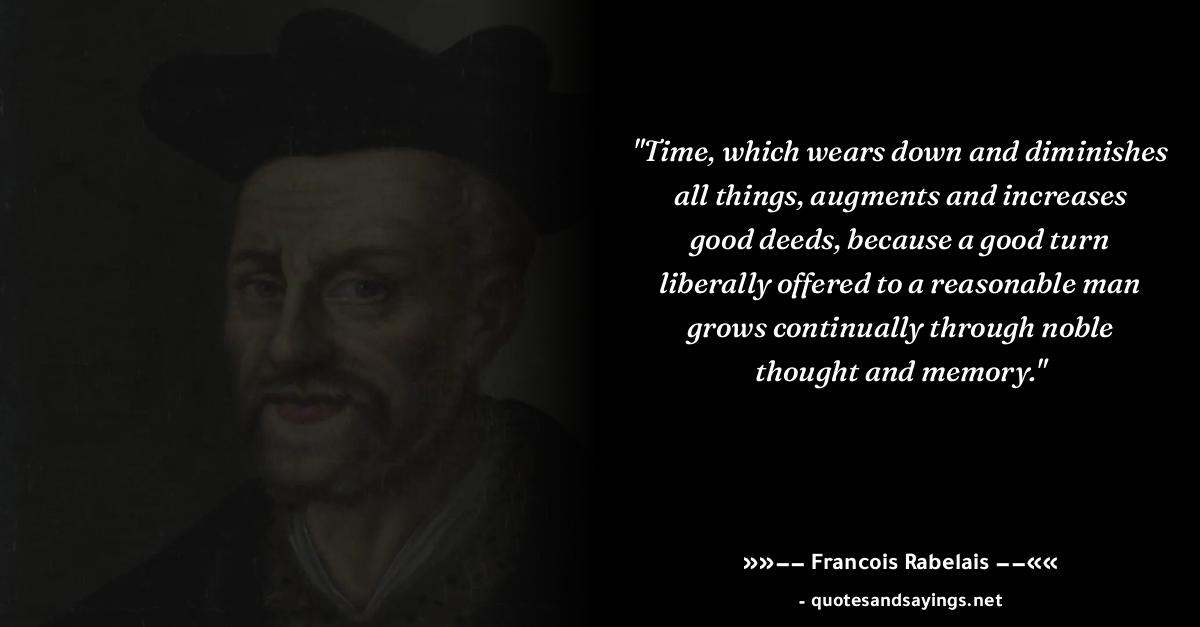 "Time, which wears down and diminishes
all things, augments and increases
good deeds, because a good turn
liberally offered to a reasonable man
grows continually through noble
thought and memory."
»»–– Francois Rabelais ––««
- quotesandsayings.net